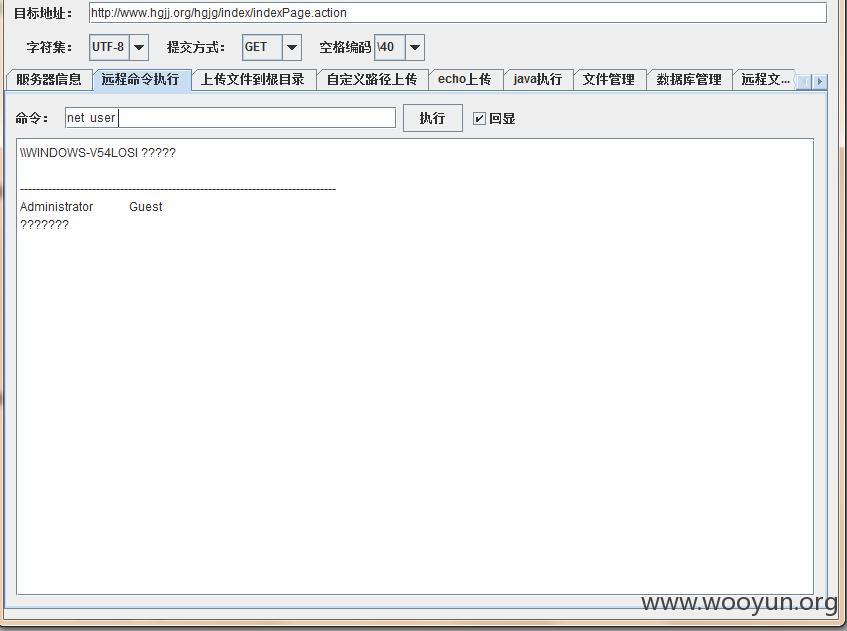 目标地址： http://www.hgjj.org/hgjg/index/indexPage.action
字符集： UTF-8 提交方式： GET 空格编码 \40
服务器信息 远程命令执行 上传文件到根目录 自定义路径上传 echo上传 java执行 文件管理 数据库管理 远程文...
命令： net user 执行 回显
\\WINDOWS-V54LOSI ?????
-------------------------------------------------------------------------------
Administrator Guest
???????
www.wooyun.org